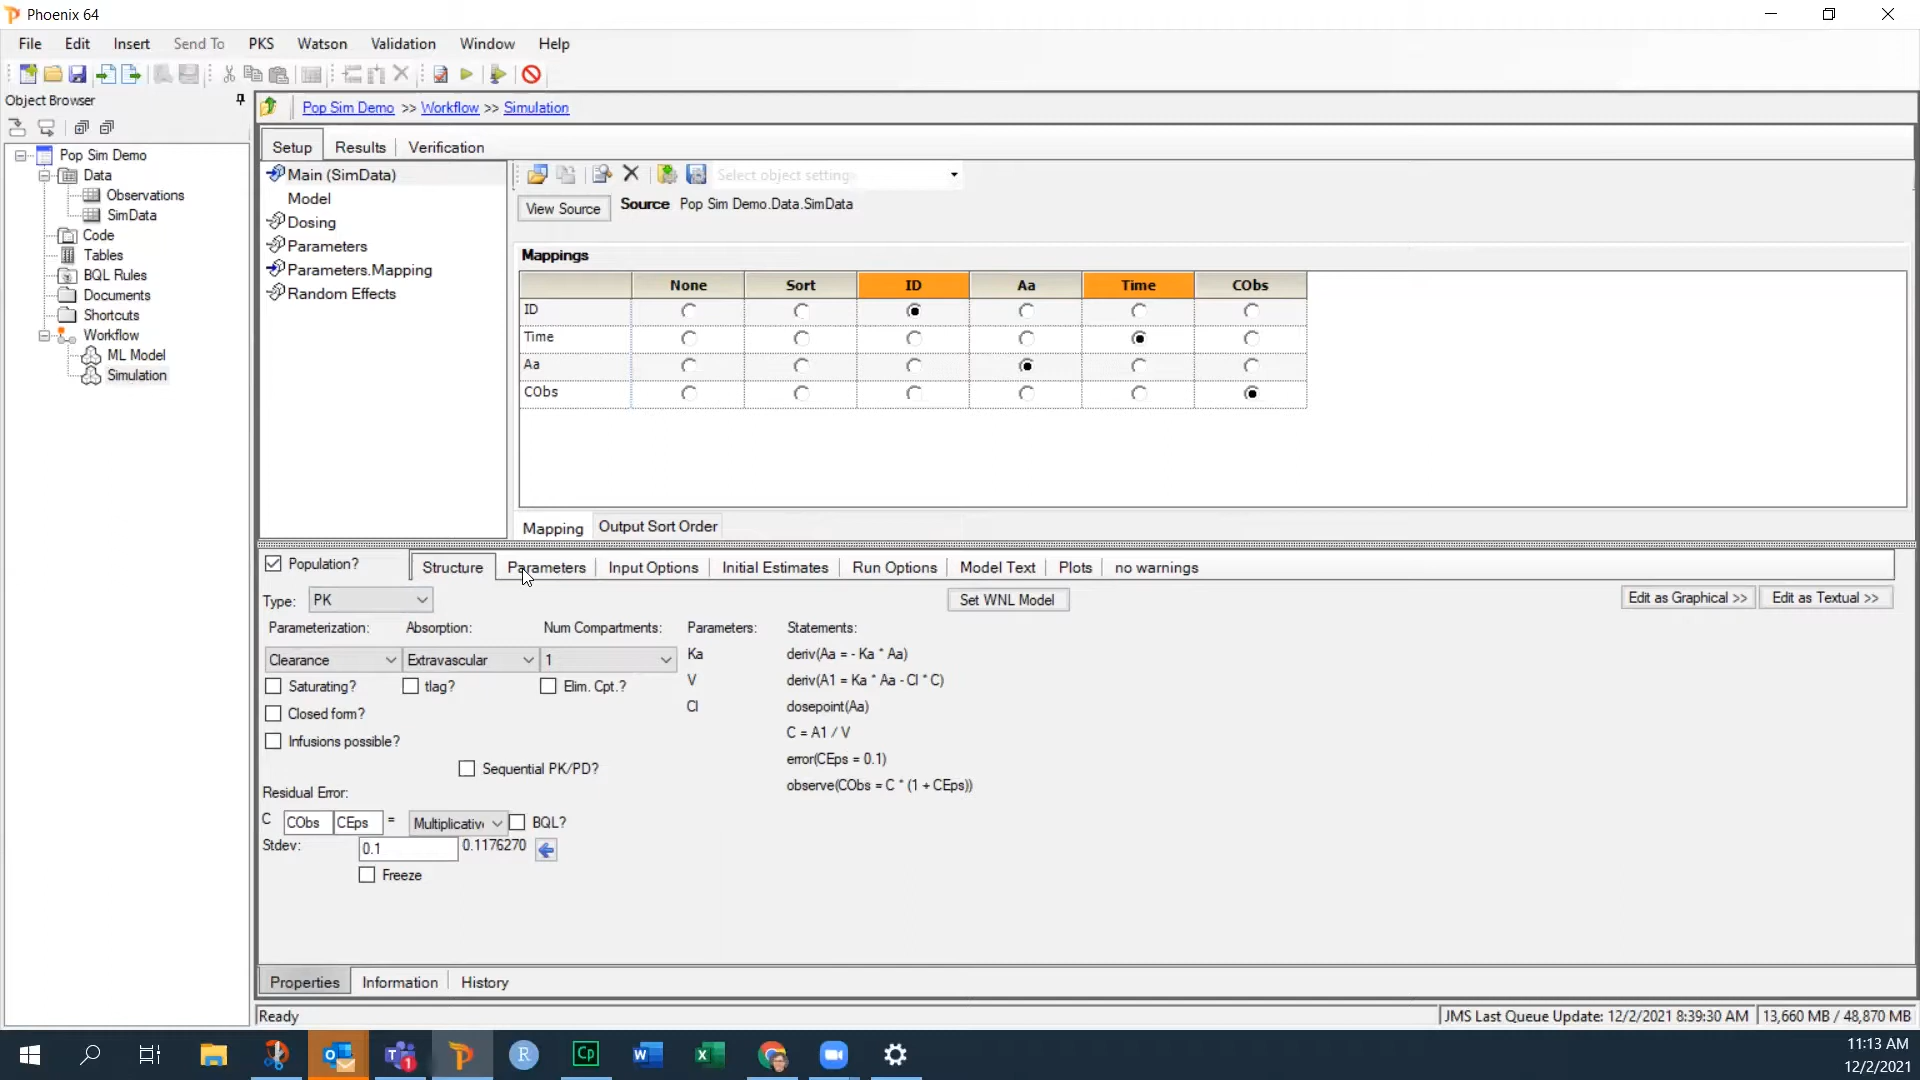 Phoenix 64
File Edit Insert Send To PKS Watson Validation Window Help
Object Browser
Pop Sim Demo >> Workflow >> Simulation
Pop Sim Demo
Data
Observations
SimData
Code
Tables
BQL Rules
Documents
Shortcuts
Workflow
ML Model
Simulation
Setup Results Verification
Main (SimData)
Model
Dosing
Parameters
Parameters.Mapping
Random Effects
Select object settings
View Source Source Pop Sim Demo.Data.SimData
Mappings
None Sort ID Aa Time CObs
ID
Time
Aa
CObs
Mapping Output Sort Order
Population? Structure Parameters Input Options Initial Estimates Run Options Model Text Plots no warnings
Type: PK Set WNL Model Edit as Graphical >> Edit as Textual >>
Parameterization: Absorption: Num Compartments: Parameters: Statements:
Clearance Extravascular 1
Saturating? tlag? Elim. Cpt.?
Closed form?
Infusions possible?
Sequential PK/PD?
Ka
V
Cl
deriv(Aa = - Ka * Aa)
deriv(A1 = Ka * Aa - Cl * C)
dosepoint(Aa)
C = A1 / V
error(CEps = 0.1)
observe(CObs = C * (1 + CEps))
Residual Error:
C CObs CEps = Multiplicativ BQL?
Stdev: 0.1 0.1176270
Freeze
Properties Information History
Ready JMS Last Queue Update: 12/2/2021 8:39:30 AM 13,660 MB / 48,870 MB
11:13 AM
12/2/2021